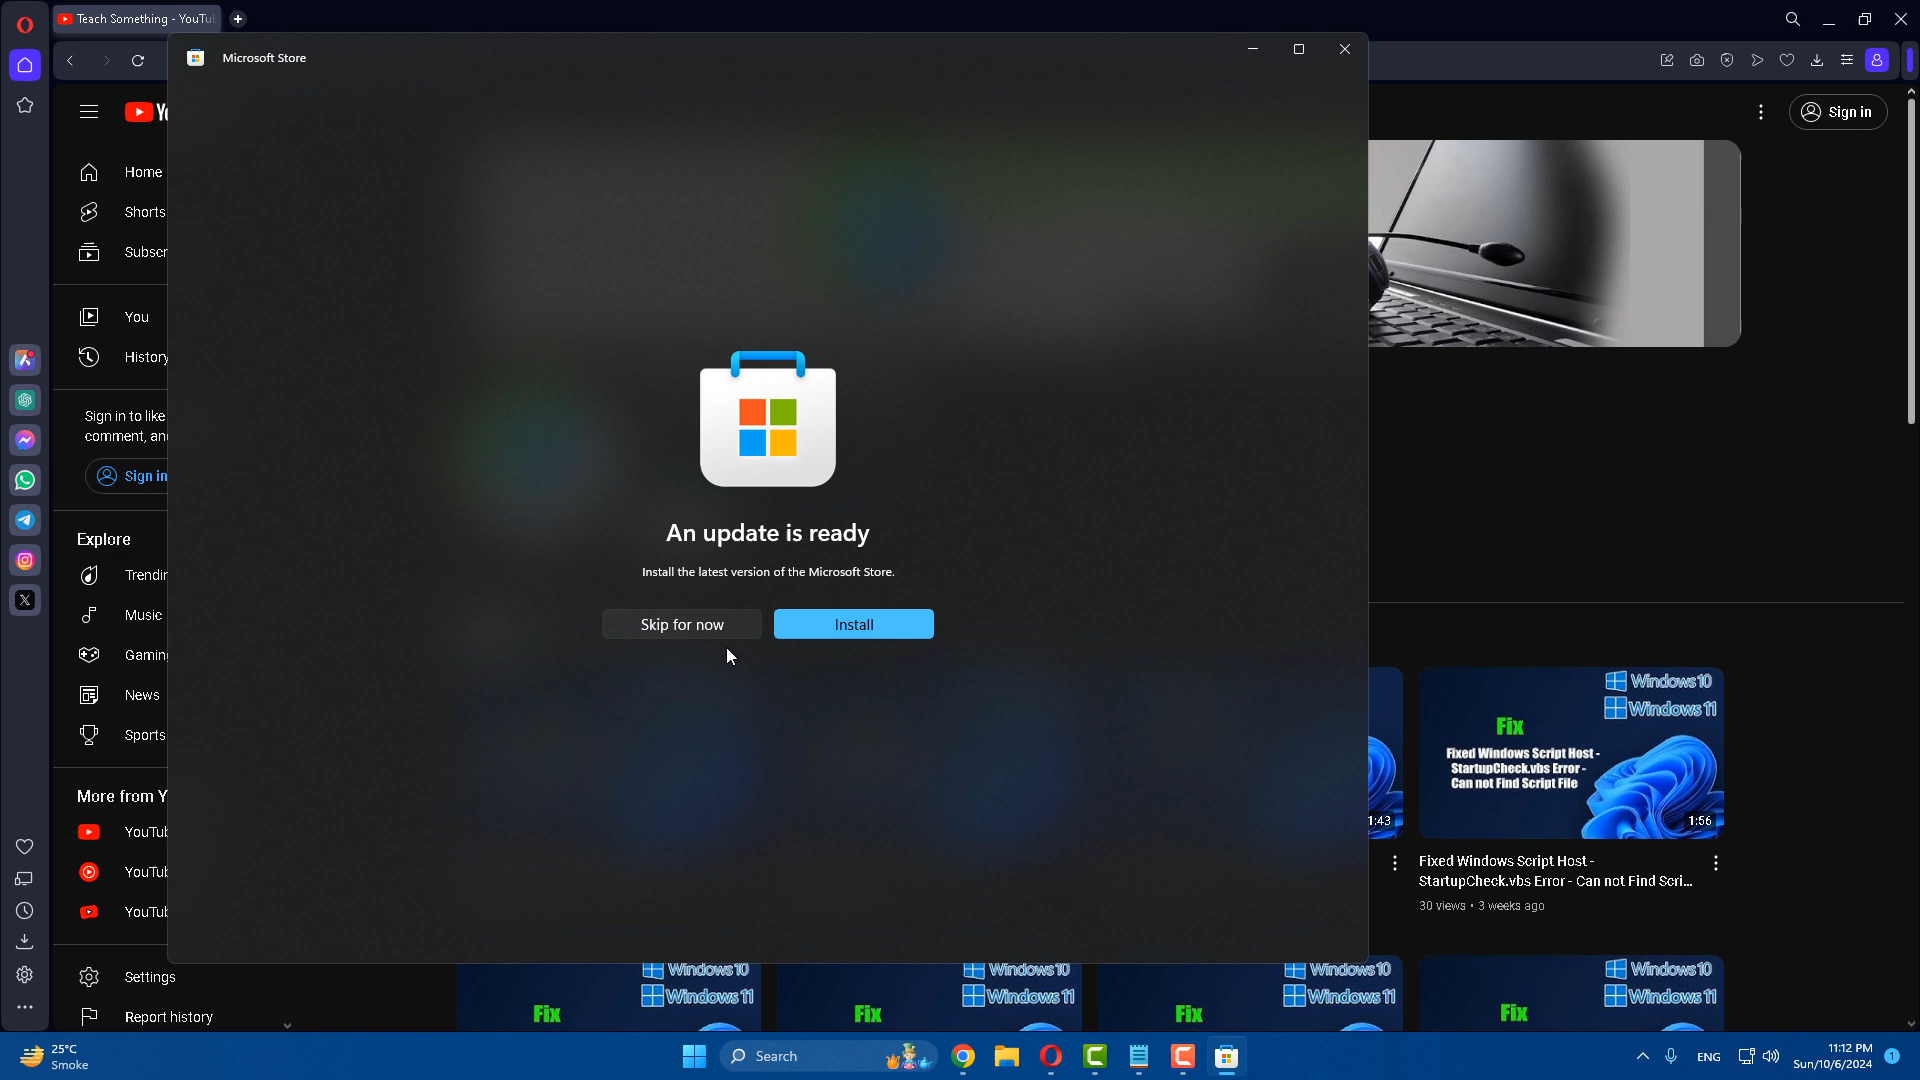 Teach Something - YouTu
Microsoft Store
Sign in
Home
Shorts
Subscr
You
History
Sign in to like
comment, an
Sign in
Explore
Trendin
Music
Gamin
News
Sports
More from Y
YouTub
YouTub
YouTub
Settings
Report history
An update is ready
Install the latest version of the Microsoft Store.
Skip for now
Install
1:43
Windows 10
Windows 11
Fix
Fixed Windows Script Host -
StartupCheck.vbs Error -
Can not Find Script File
1:56
Fixed Windows Script Host -
StartupCheck.vbs Error - Can not Find Scri...
30 views • 3 weeks ago
Windows 10
Windows 11
Fix
Windows 10
Windows 11
Fix
Windows 10
Windows 11
Fix
Windows 10
Windows 11
Fix
25°C
Smoke
Search
ENG
11:12 PM
Sun/10/6/2024
1